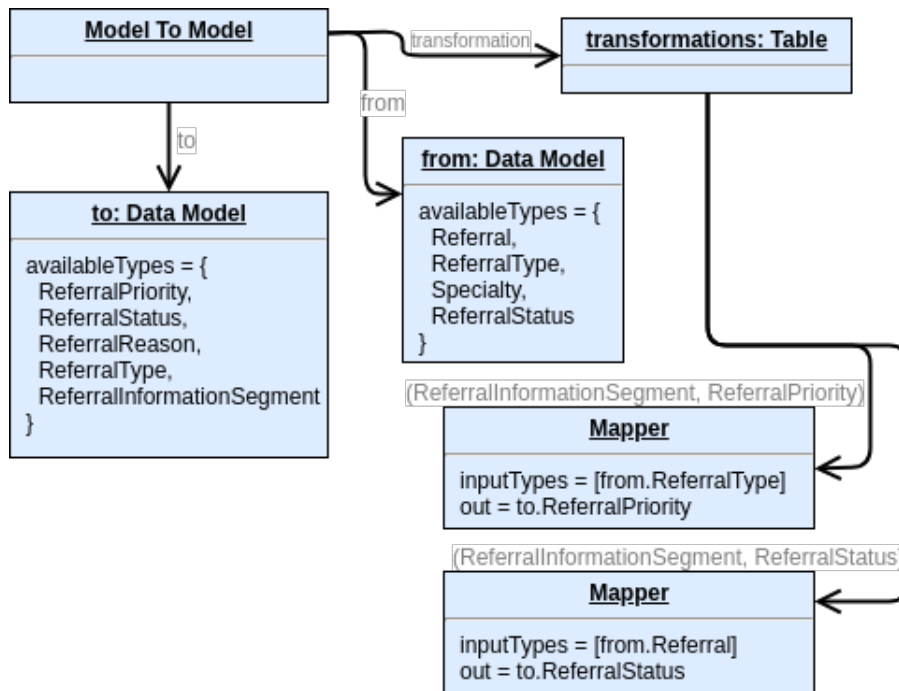 Model To Model
transformation
transformations: Table
from
to
from: Data Model
availableTypes = {
Referral,
ReferralType,
Specialty,
ReferralStatus
}
to: Data Model
availableTypes = {
ReferralPriority,
ReferralStatus,
ReferralReason,
ReferralType,
ReferralInformationSegment
}
(ReferralInformationSegment, ReferralPriority)
Mapper
inputTypes = [from.ReferralType]
out = to.ReferralPriority
(ReferralInformationSegment, ReferralStatus)
Mapper
inputTypes = [from.Referral]
out = to.ReferralStatus